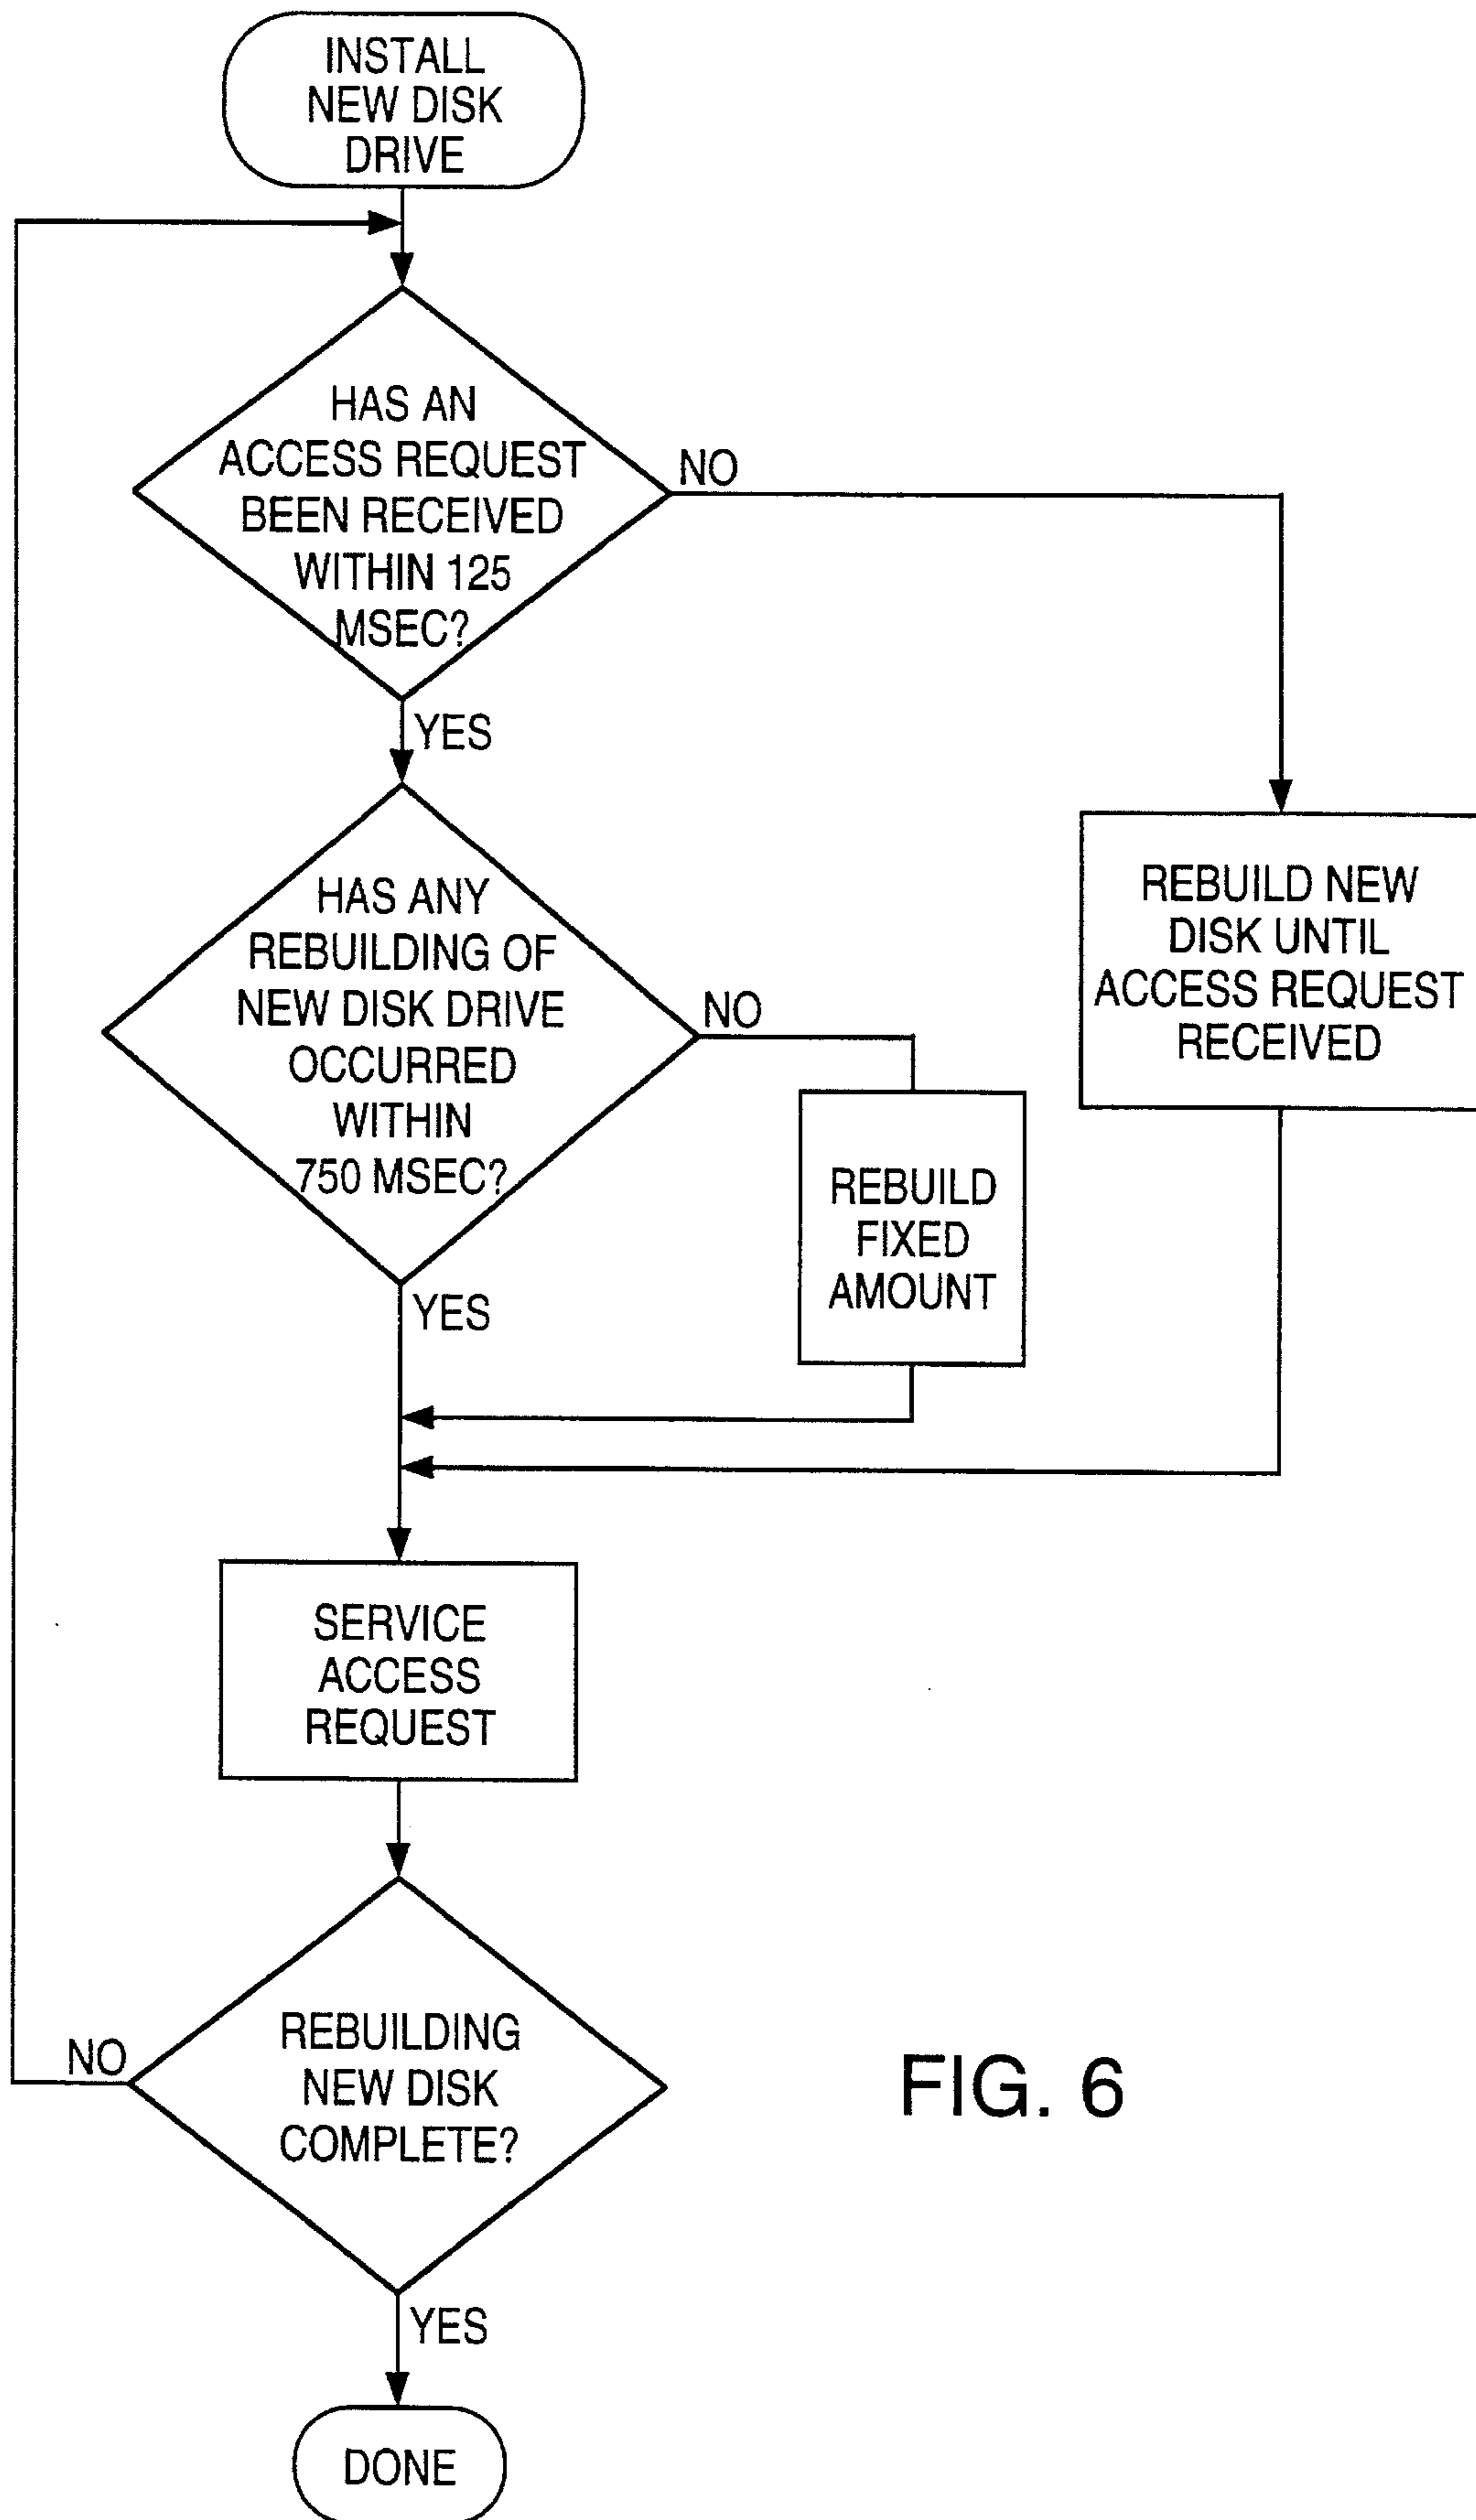 INSTALL
NEW DISK
DRIVE
HAS AN
ACCESS REQUEST
BEEN RECEIVED
WITHIN 125
MSEC?
NO
YES
HAS ANY
REBUILDING OF
NEW DISK DRIVE
OCCURRED
WITHIN
750 MSEC?
NO
YES
REBUILD NEW
DISK UNTIL
ACCESS REQUEST
RECEIVED
REBUILD
FIXED
AMOUNT
SERVICE
ACCESS
REQUEST
REBUILDING
NEW DISK
COMPLETE?
NO
YES
DONE
FIG. 6